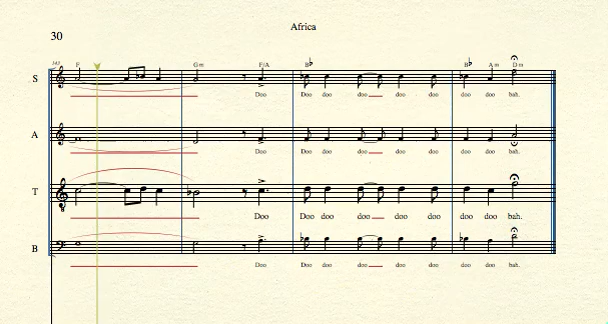 Africa
30
143 F Gm F/A B♭ B♭ Am Dm
S
Doo Doo doo doo doo doo doo doo bah.
A
Doo Doo doo doo doo doo doo doo bah.
T
Doo Doo doo doo doo doo doo doo bah.
B
Doo Doo doo doo doo doo doo doo bah.